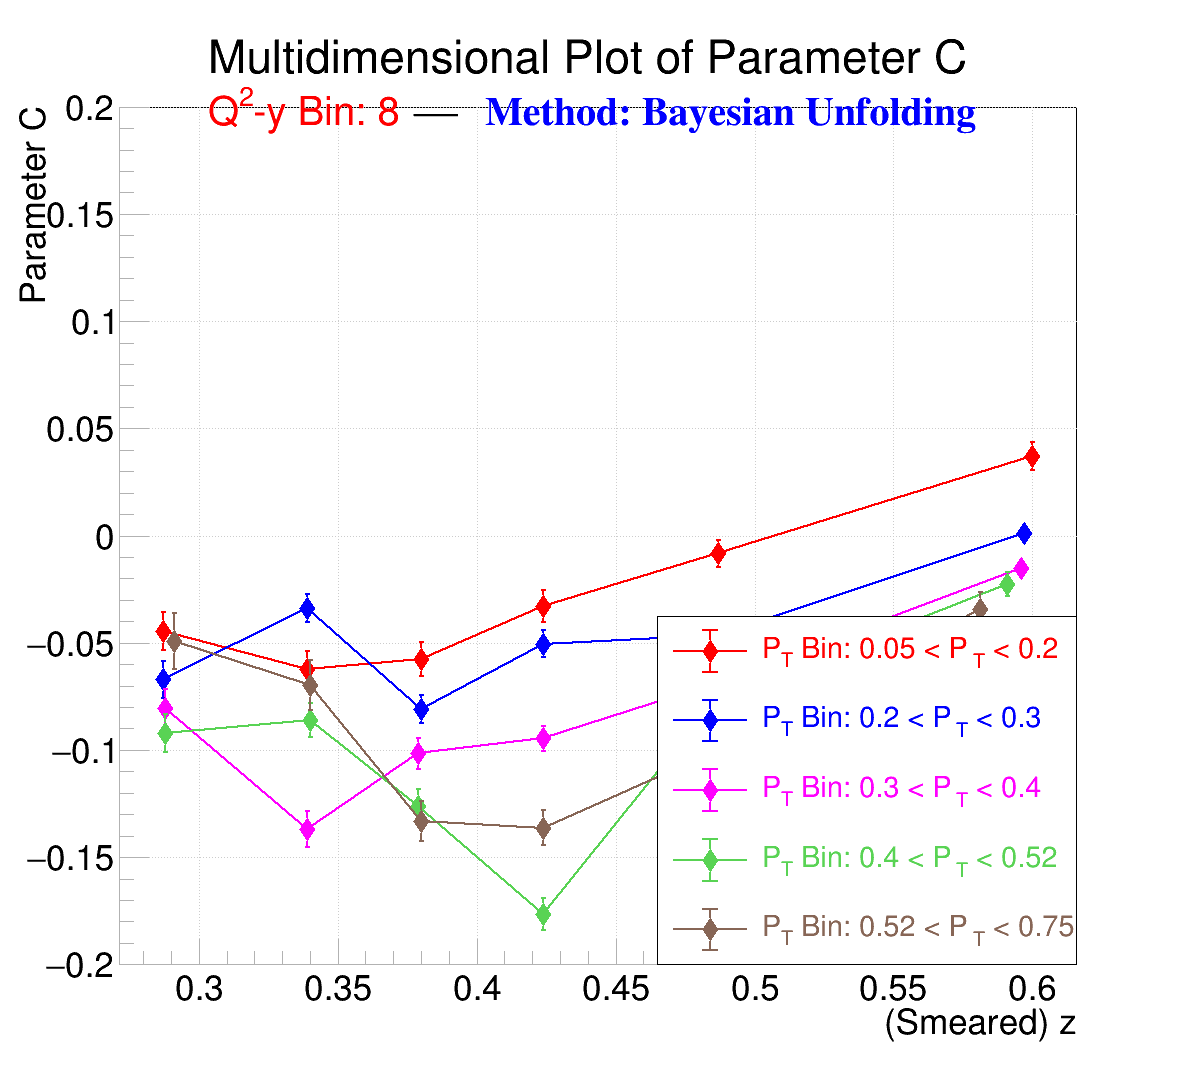 Multidimensional Plot of Parameter C
Q2-y Bin: 8 — Method: Bayesian Unfolding
Parameter C
0.2
0.15
0.1
0.05
0
−0.05
−0.1
−0.15
−0.2
PT Bin: 0.05 < PT < 0.2
PT Bin: 0.2 < PT < 0.3
PT Bin: 0.3 < PT < 0.4
PT Bin: 0.4 < PT < 0.52
PT Bin: 0.52 < PT < 0.75
0.3 0.35 0.4 0.45 0.5 0.55 0.6
(Smeared) z